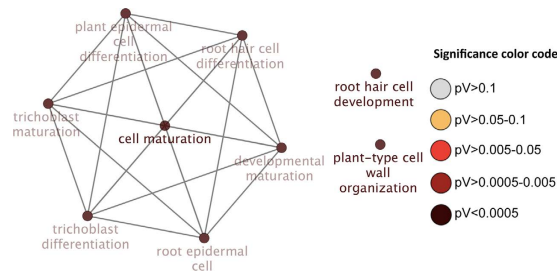 plant epidermal
cell
differentiation
root hair cell
differentiation
trichoblast
maturation
cell maturation
developmental
maturation
trichoblast
differentiation
root epidermal
cell
root hair cell
development
plant-type cell
wall
organization
Significance color code
pV>0.1
pV>0.05-0.1
pV>0.005-0.05
pV>0.0005-0.005
pV<0.0005